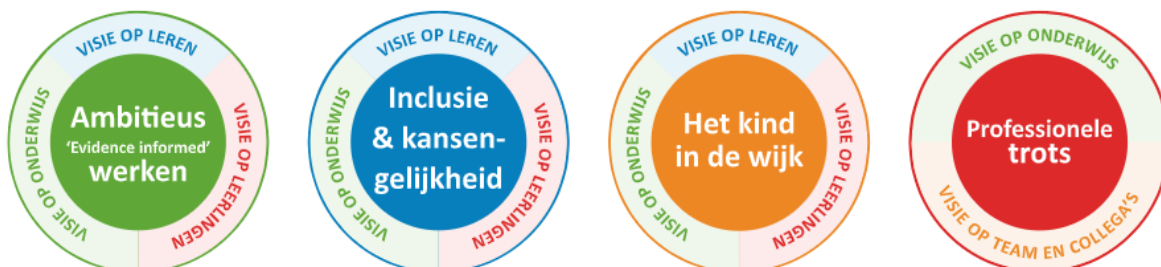 VISIE OP LEREN
VISIE OP ONDERWIJS
VISIE OP LEERLINGEN
Ambitieus
'Evidence informed'
werken
VISIE OP LEREN
VISIE OP ONDERWIJS
VISIE OP LEERLINGEN
Inclusie
& kansen-
gelijkheid
VISIE OP LEREN
VISIE OP ONDERWIJS
VISIE OP LEERLINGEN
Het kind
in de wijk
VISIE OP ONDERWIJS
Professionele
trots
VISIE OP TEAM EN COLLEGA'S